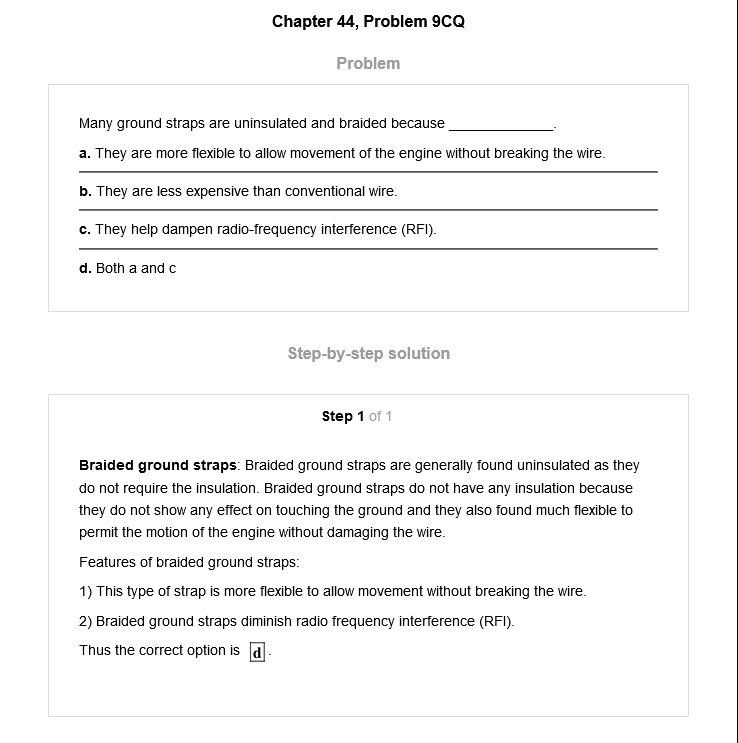 Chapter 44, Problem 9CQ
Problem
Many ground straps are uninsulated and braided because ______________.
a. They are more flexible to allow movement of the engine without breaking the wire.
b. They are less expensive than conventional wire.
c. They help dampen radio-frequency interference (RFI).
d. Both a and c
Step-by-step solution
Step 1 of 1
Braided ground straps: Braided ground straps are generally found uninsulated as they
do not require the insulation. Braided ground straps do not have any insulation because
they do not show any effect on touching the ground and they also found much flexible to
permit the motion of the engine without damaging the wire.
Features of braided ground straps:
1) This type of strap is more flexible to allow movement without breaking the wire.
2) Braided ground straps diminish radio frequency interference (RFI).
Thus the correct option is d.